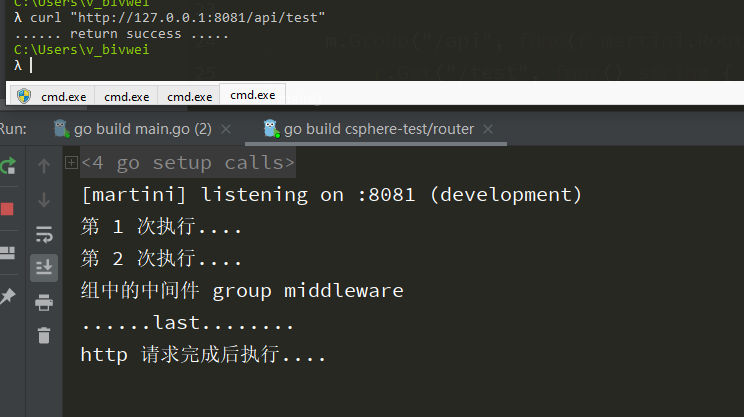 C:\Users\v_bivwei
λ curl "http://127.0.0.1:8081/api/test"
...... return success .....
C:\Users\v_bivwei
λ
cmd.exe cmd.exe cmd.exe cmd.exe
Run: go build main.go (2) × go build csphere-test/router ×
<4 go setup calls>
[martini] listening on :8081 (development)
第 1 次执行....
第 2 次执行....
组中的中间件 group middleware
......last........
http 请求完成后执行....